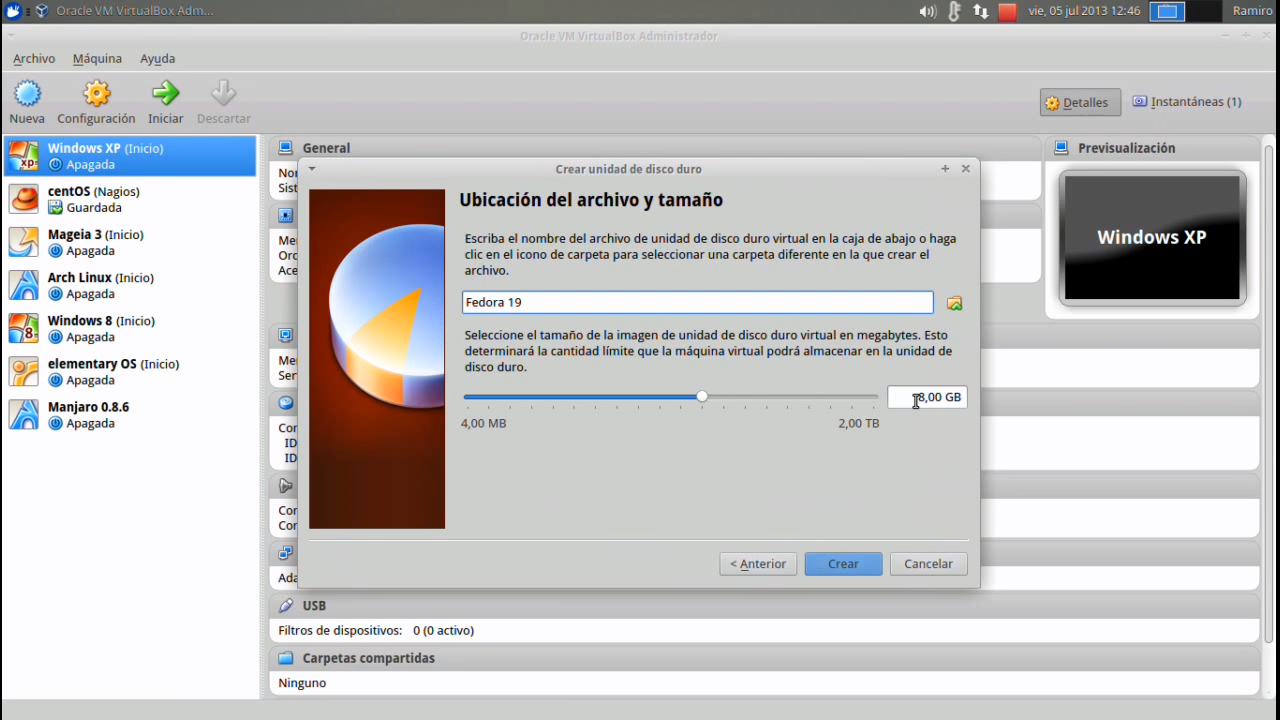 Oracle VM VirtualBox Adm...
vie, 05 jul 2013 12:46
Ramiro
Oracle VM VirtualBox Administrador
Archivo Máquina Ayuda
Nueva Configuración Iniciar Descartar
Detalles
Instantáneas (1)
Windows XP (Inicio)
Apagada
centOS (Nagios)
Guardada
Mageia 3 (Inicio)
Apagada
Arch Linux (Inicio)
Apagada
Windows 8 (Inicio)
Apagada
elementary OS (Inicio)
Apagada
Manjaro 0.8.6
Apagada
General
Previsualización
Windows XP
Crear unidad de disco duro
Ubicación del archivo y tamaño
Escriba el nombre del archivo de unidad de disco duro virtual en la caja de abajo o haga
clic en el icono de carpeta para seleccionar una carpeta diferente en la que crear el
archivo.
Fedora 19
Seleccione el tamaño de la imagen de unidad de disco duro virtual en megabytes. Esto
determinará la cantidad límite que la máquina virtual podrá almacenar en la unidad de
disco duro.
8,00 GB
4,00 MB
2,00 TB
< Anterior
Crear
Cancelar
ID
ID
USB
Filtros de dispositivos: 0 (0 activo)
Carpetas compartidas
Ninguno